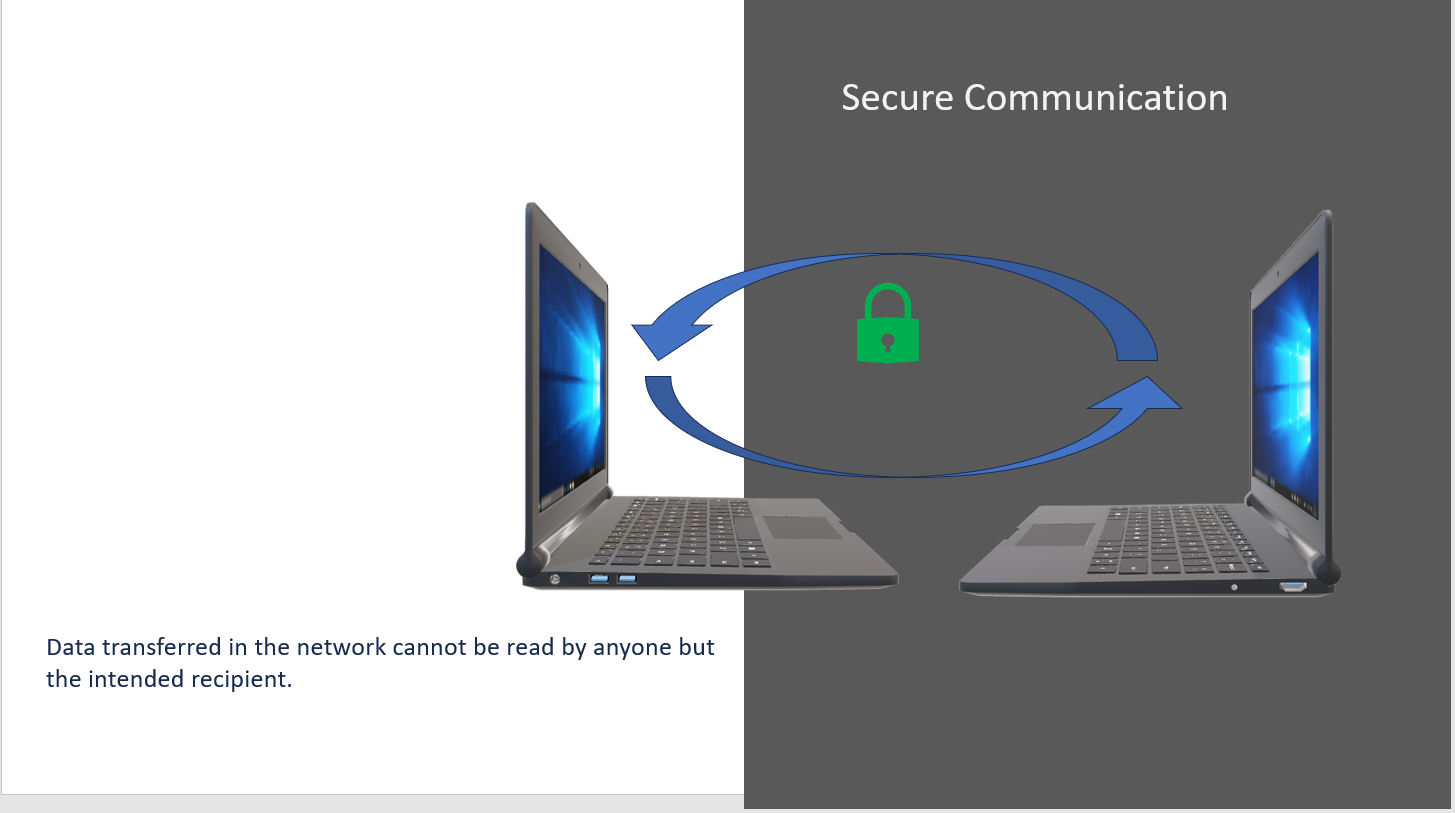 Secure Communication
Data transferred in the network cannot be read by anyone but
the intended recipient.